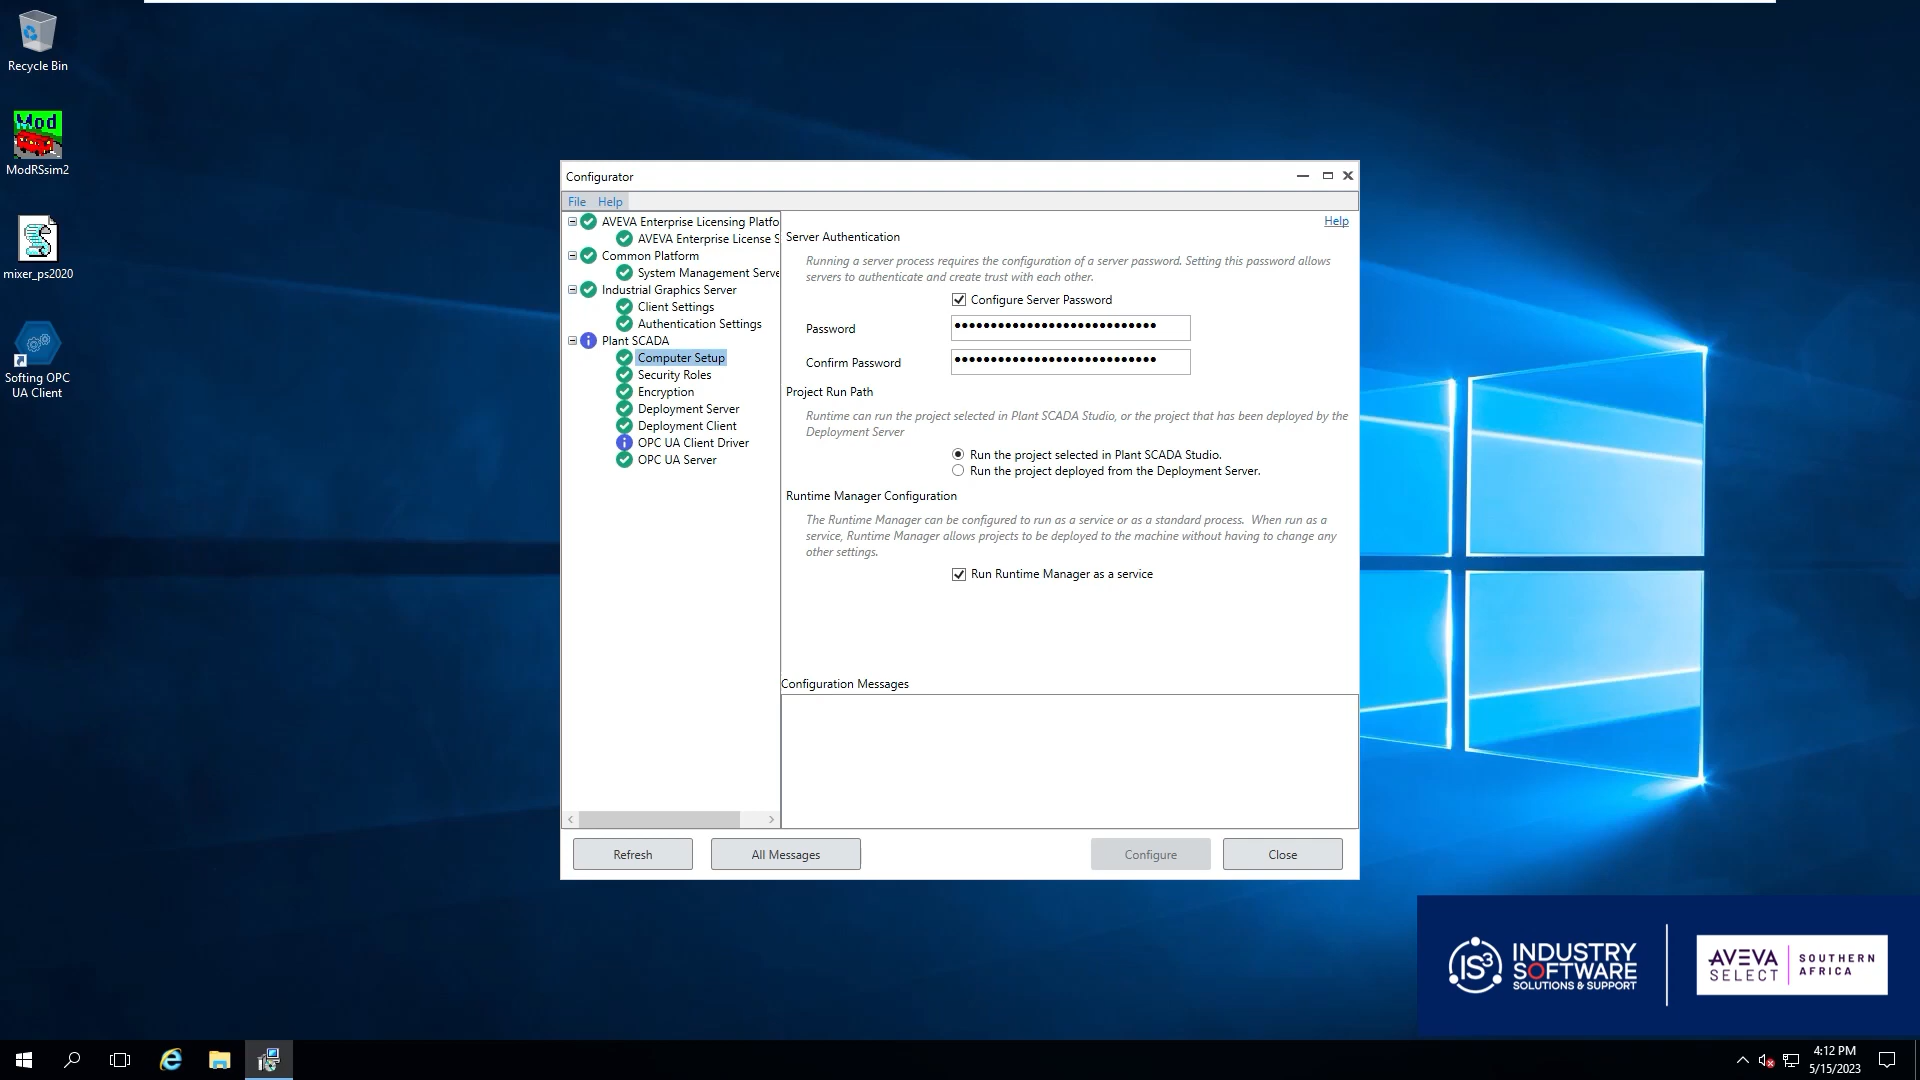 Recycle Bin
Mod
ModRSsim2
mixer_ps2020
Softing OPC
UA Client
Configurator
File Help
AVEVA Enterprise Licensing Platfo
AVEVA Enterprise License S
Common Platform
System Management Serve
Industrial Graphics Server
Client Settings
Authentication Settings
Plant SCADA
Computer Setup
Security Roles
Encryption
Deployment Server
Deployment Client
OPC UA Client Driver
OPC UA Server
Help
Server Authentication
Running a server process requires the configuration of a server password. Setting this password allows
servers to authenticate and create trust with each other.
Configure Server Password
Password
Confirm Password
Project Run Path
Runtime can run the project selected in Plant SCADA Studio, or the project that has been deployed by the
Deployment Server
Run the project selected in Plant SCADA Studio.
Run the project deployed from the Deployment Server.
Runtime Manager Configuration
The Runtime Manager can be configured to run as a service or as a standard process. When run as a
service, Runtime Manager allows projects to be deployed to the machine without having to change any
other settings.
Run Runtime Manager as a service
Configuration Messages
Refresh
All Messages
Configure
Close
IS3 INDUSTRY
SOFTWARE
SOLUTIONS & SUPPORT
AVEVA
SELECT
SOUTHERN
AFRICA
4:12 PM
5/15/2023